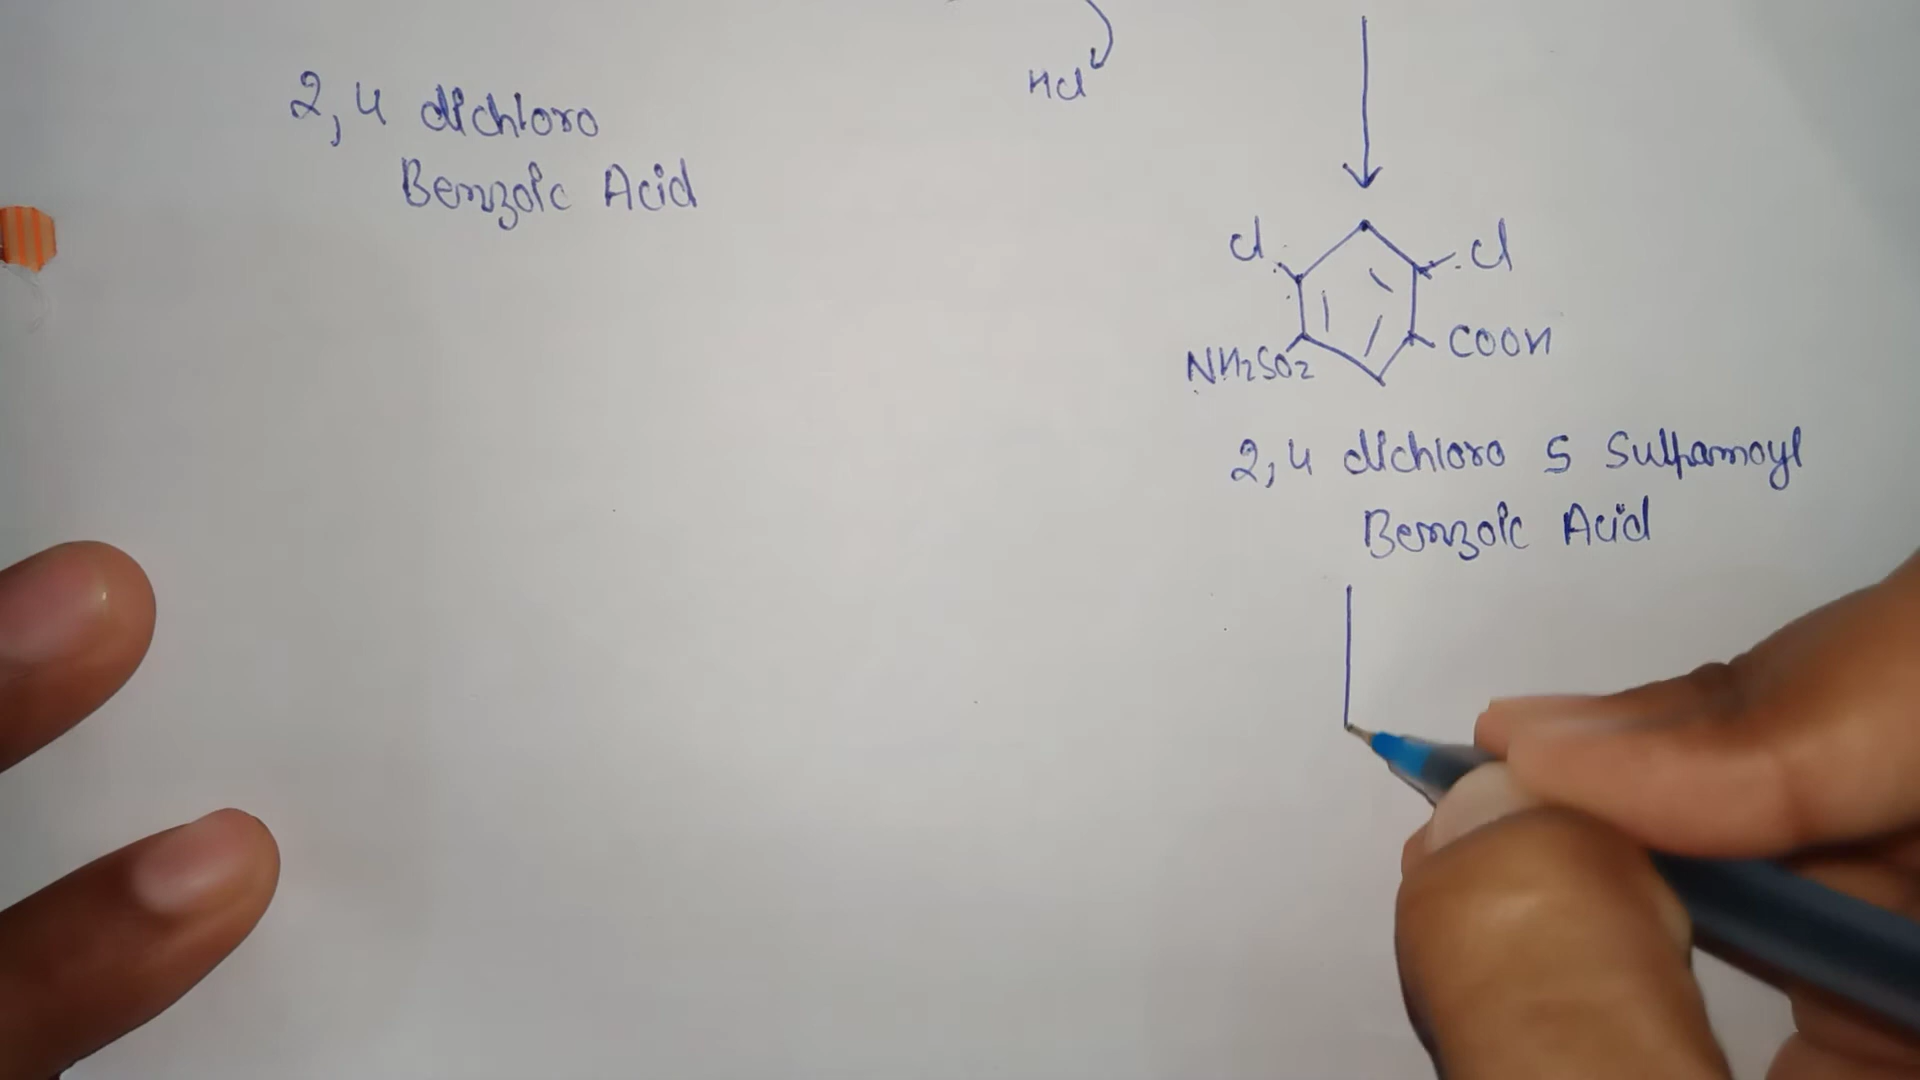 2,4 dichloro
Benzoic Acid
HCl
Cl
Cl
NH2SO2
COOH
2,4 dichloro 5 Sulfamoyl
Benzoic Acid